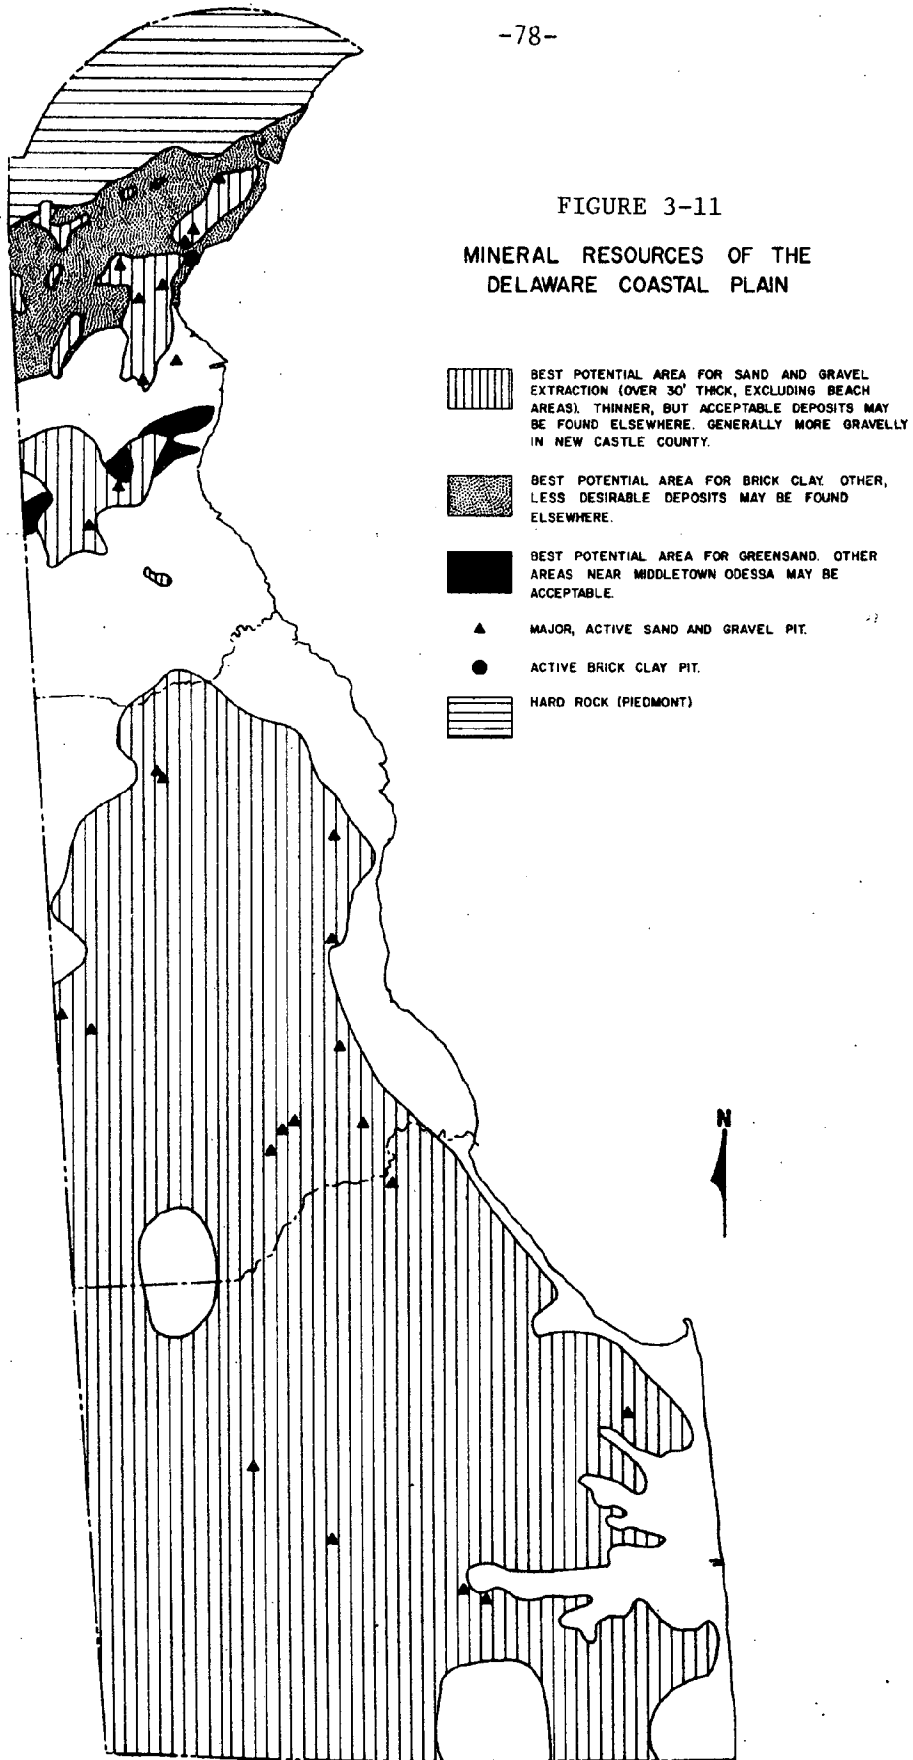 -78-
FIGURE 3-11
MINERAL RESOURCES OF THE
DELAWARE COASTAL PLAIN
BEST POTENTIAL AREA FOR SAND AND GRAVEL
EXTRACTION (OVER 30' THICK, EXCLUDING BEACH
AREAS). THINNER, BUT ACCEPTABLE DEPOSITS MAY
BE FOUND ELSEWHERE. GENERALLY MORE GRAVELLY
IN NEW CASTLE COUNTY.
BEST POTENTIAL AREA FOR BRICK CLAY. OTHER,
LESS DESIRABLE DEPOSITS MAY BE FOUND
ELSEWHERE.
BEST POTENTIAL AREA FOR GREENSAND. OTHER
AREAS NEAR MIDDLETOWN ODESSA MAY BE
ACCEPTABLE.
MAJOR, ACTIVE SAND AND GRAVEL PIT.
ACTIVE BRICK CLAY PIT.
HARD ROCK (PIEDMONT)
N